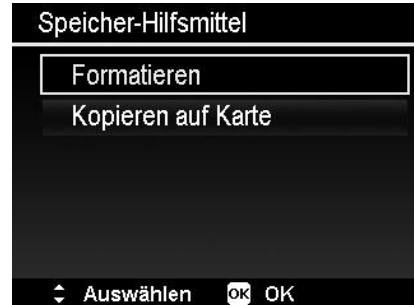 Speicher-Hilfsmittel
Formatieren
Kopieren auf Karte
Auswählen OK OK